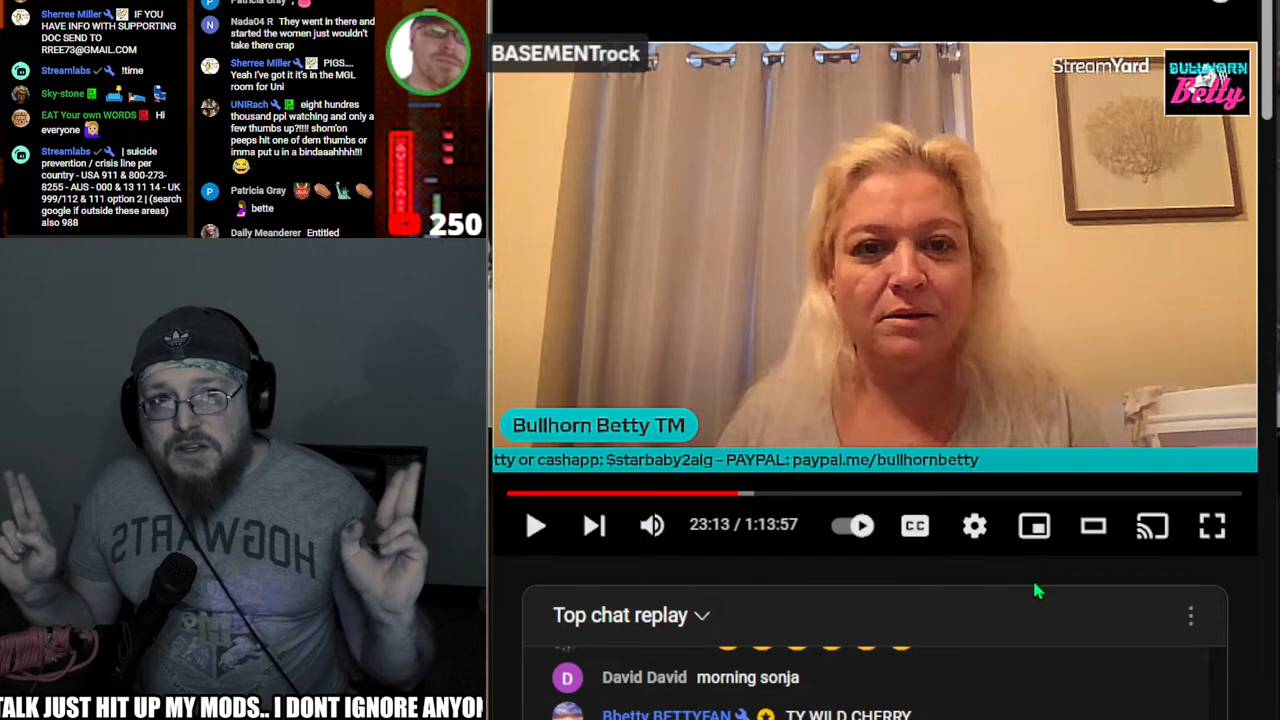 Sherree Miller IF YOU
HAVE INFO WITH SUPPORTING
DOC SEND TO
RREE73@GMAIL.COM
Streamlabs !time
Sky-stone
EAT Your own WORDS Hi
everyone
Streamlabs | suicide
prevention / crisis line per
country - USA 911 & 800-273-
8255 - AUS - 000 & 13 11 14 - UK
999/112 & 111 option 2 | (search
google if outside these areas)
also 988
Patricia Gray,
Nada04 R They went in there and
started the women just wouldn't
take there crap
Sherree Miller PIGS....
Yeah I've got it it's in the MGL
room for Uni
UNIRach eight hundres
thousand ppl watching and only a
few thumbs up?!!!! shorn'on
peeps hit one of dem thumbs or
imma put u in a bindaaahhhh!!!
Patricia Gray
bette
Daily Meanderer Entitled
250
BASEMENTrock
StreamYard
BULLHORN
Betty
HOGWARTS
Bullhorn Betty TM
tty or cashapp: $starbaby2alg - PAYPAL: paypal.me/bullhornbetty
23:13 / 1:13:57
CC
Top chat replay
D David David morning sonja
Bbetty BETTYFAN TY WILD CHERRY
TALK JUST HIT UP MY MODS.. I DONT IGNORE ANYON